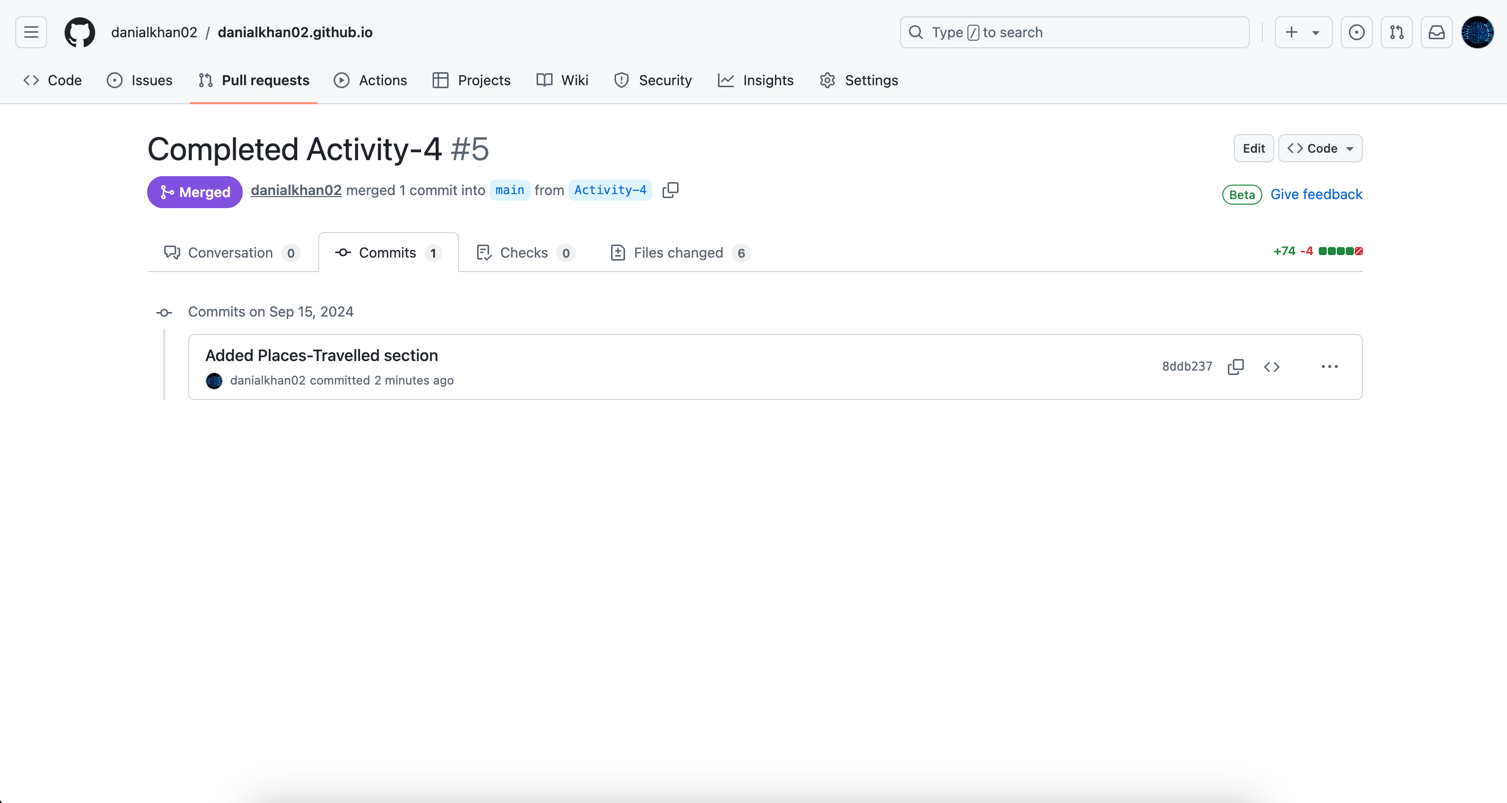 danialkhan02 / danialkhan02.github.io
Type / to search
Code Issues Pull requests Actions Projects Wiki Security Insights Settings
Completed Activity-4 #5
Edit Code
Merged danialkhan02 merged 1 commit into main from Activity-4
Beta Give feedback
Conversation 0 Commits 1 Checks 0 Files changed 6
+74 -4
Commits on Sep 15, 2024
Added Places-Travelled section
8ddb237
danialkhan02 committed 2 minutes ago